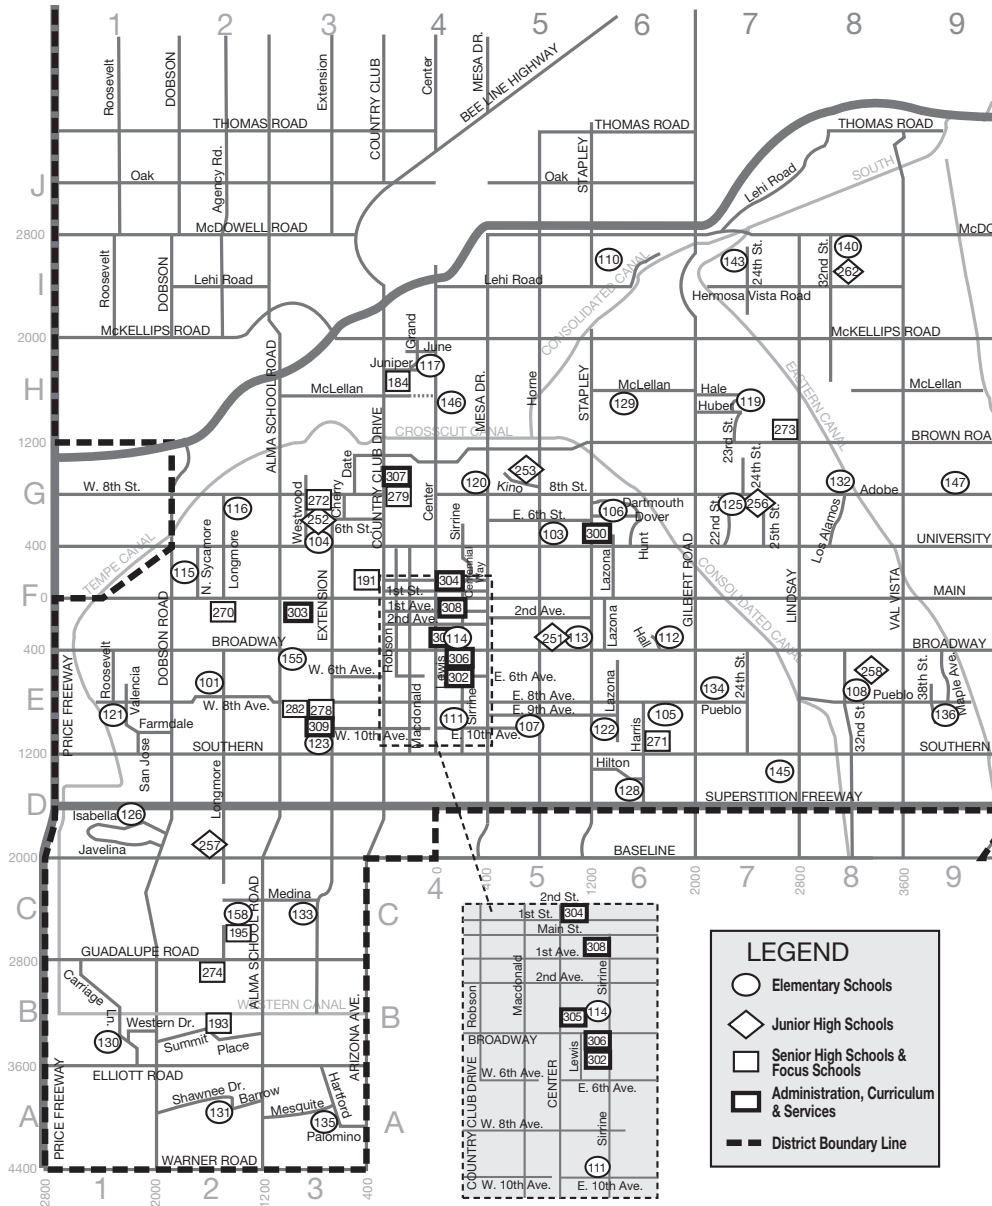 1 2 3 4 5 6 7 8 9
Roosevelt
DOBSON
Extension
COUNTRY CLUB
Center
MESA DR.
BEE LINE HIGHWAY
THOMAS ROAD
THOMAS ROAD
THOMAS ROAD
SOUTH
J
Oak
Agency Rd.
Oak
STAPLEY
Lehi Road
2800
McDOWELL ROAD
McDO
I
Roosevelt
DOBSON
Lehi Road
Lehi Road
110
CONSOLIDATED CANAL
143
24th St.
32nd St.
140
262
Hermosa Vista Road
2000
McKELLIPS ROAD
McKELLIPS ROAD
ALMA SCHOOL ROAD
Grand
June
Juniper
117
184
H
McLellan
146
MESA DR.
Horne
STAPLEY
McLellan
129
Hale
Huber
119
23rd St.
273
EASTERN CANAL
McLellan
1200
CROSSCUT CANAL
BROWN ROA
COUNTRY CLUB DRIVE
Date
307
279
253
Kino
120
24th St.
132
147
G
W. 8th St.
8th St.
Adobe
116
Westwood
272
Cherry
252
6th St.
104
Center
Sirrine
E. 6th St.
103
106
Dartmouth
Dover
300
Hunt
22nd St.
125
256
25th St.
Los Alamos
400
UNIVERSITY
TEMPE CANAL
115
N. Sycamore
Longmore
191
304
Centennial
Way
1st St.
Lazona
GILBERT ROAD
CONSOLIDATED CANAL
LINDSAY
VAL VISTA
F
0
MAIN
270
303
EXTENSION
1st Ave.
308
2nd Ave.
2nd Ave.
30
114
251
113
Lazona
Hall
112
400
DOBSON ROAD
BROADWAY
BROADWAY
Roosevelt
Valencia
155
W. 6th Ave.
Robson
Lewis
306
302
E. 6th Ave.
101
E
PRICE FREEWAY
121
Farmdale
W. 8th Ave.
282
278
309
Macdonald
111
Sirrine
E. 8th Ave.
E. 9th Ave.
107
Lazona
122
Harris
105
271
134
Pueblo
24th St.
258
108
Pueblo
32nd St.
38th St.
136
Maple Ave.
W. 10th Ave.
E. 10th Ave.
123
1200
San Jose
SOUTHERN
SOUTHERN
Longmore
Hilton
128
145
D
SUPERSTITION FREEWAY
Isabella
126
Javelina
257
2000
BASELINE
4 5 6 7 8 9
0 400 1200 2000 2800 3600
C
Medina
158
133
195
ALMA SCHOOL ROAD
GUADALUPE ROAD
2800
274
Carriage
Ln.
WESTERN CANAL
B
193
Western Dr.
Summit
Place
130
ARIZONA AVE.
3600
ELLIOTT ROAD
PRICE FREEWAY
A
Shawnee Dr.
Barrow
131
Mesquite
135
Hartford
Palomino
WARNER ROAD
4400
2800 2000 1200 400
1 2 3
C
B
A
2nd St.
1st St.
304
Main St.
308
1st Ave.
Macdonald
Sirrine
2nd Ave.
Robson
305
114
BROADWAY
306
Lewis
302
W. 6th Ave.
E. 6th Ave.
CENTER
COUNTRY CLUB DRIVE
W. 8th Ave.
Sirrine
111
W. 10th Ave.
E. 10th Ave.
LEGEND
Elementary Schools
Junior High Schools
Senior High Schools &
Focus Schools
Administration, Curriculum
& Services
District Boundary Line